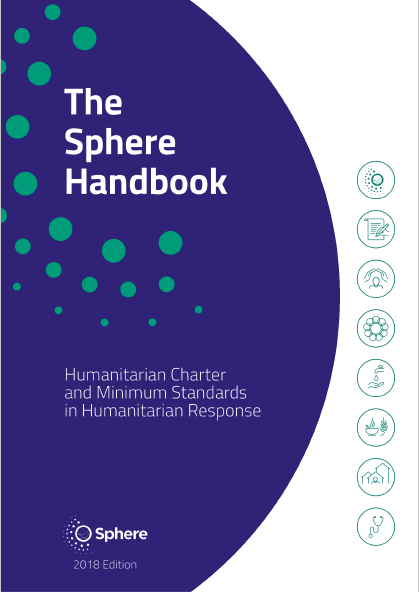 The
Sphere
Handbook
Humanitarian Charter
and Minimum Standards
in Humanitarian Response
Sphere
2018 Edition